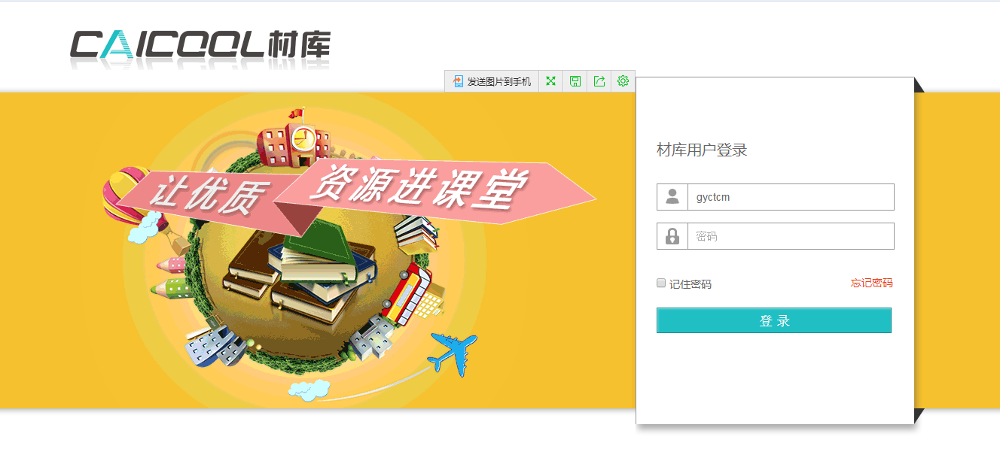 CAICOOL材库
发送图片到手机
让优质
资源进课堂
材库用户登录
gyctcm
密码
记住密码
忘记密码
登 录